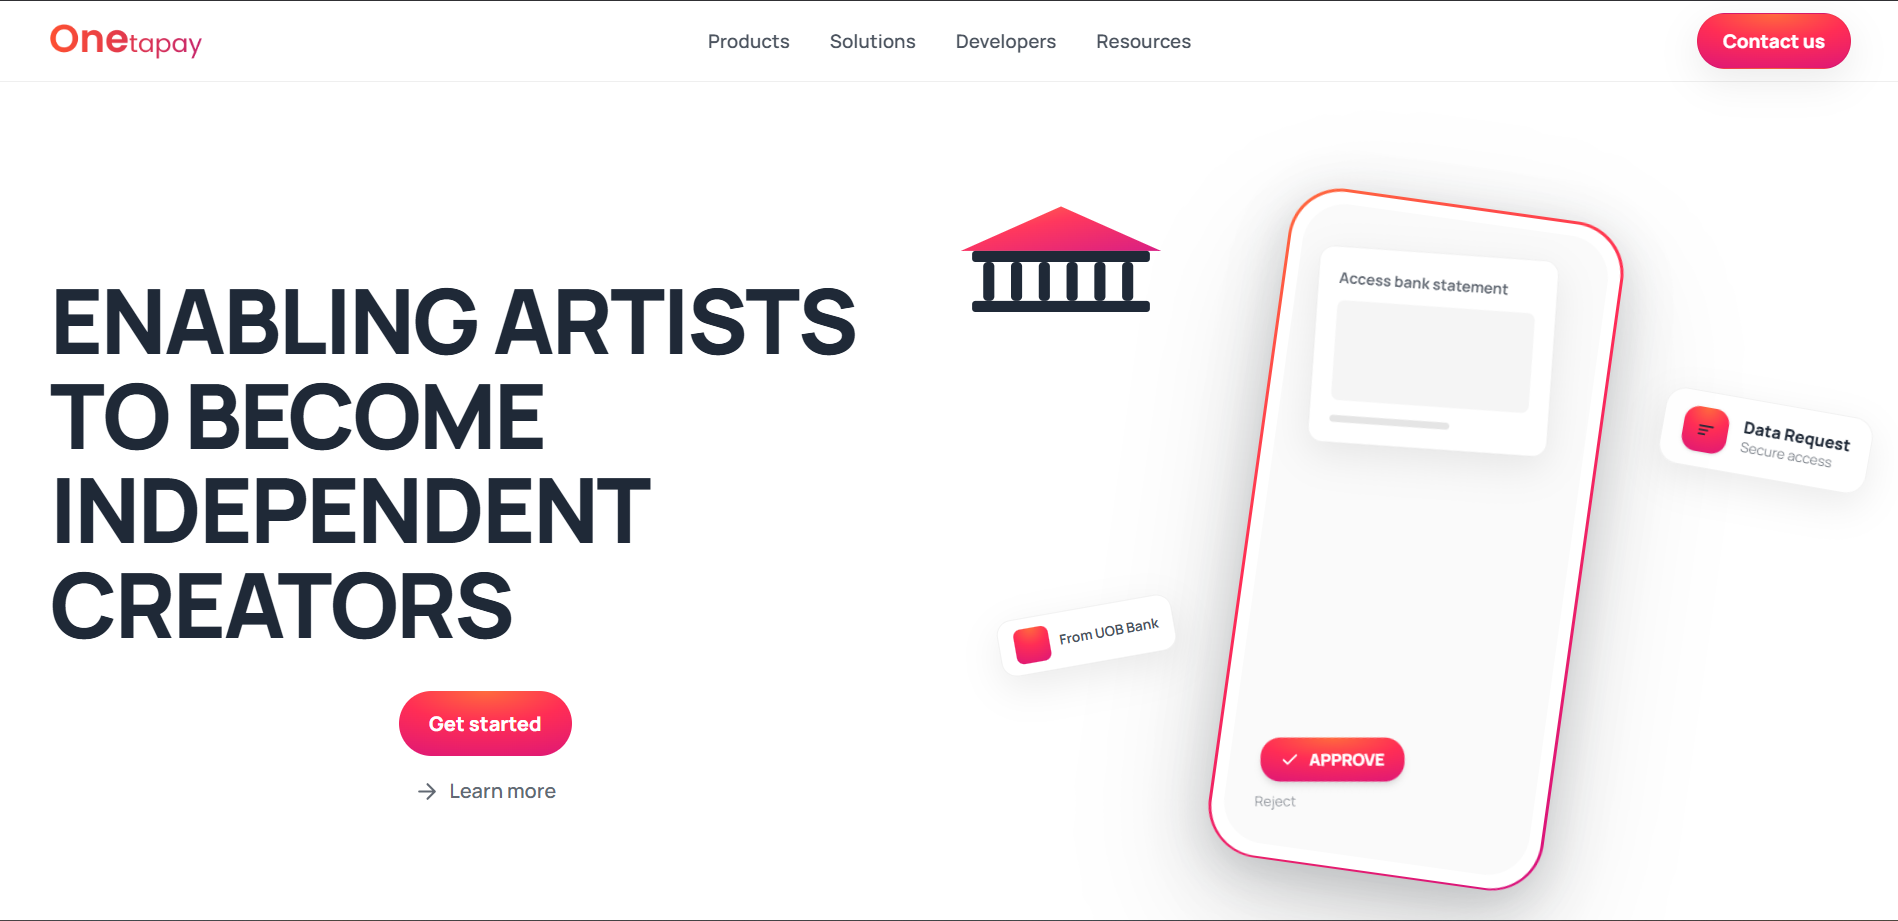 Onetapay
Products
Solutions
Developers
Resources
Contact us
ENABLING ARTISTS
TO BECOME
INDEPENDENT
CREATORS
Get started
Learn more
Access bank statement
Data Request
Secure access
From UOB Bank
APPROVE
Reject